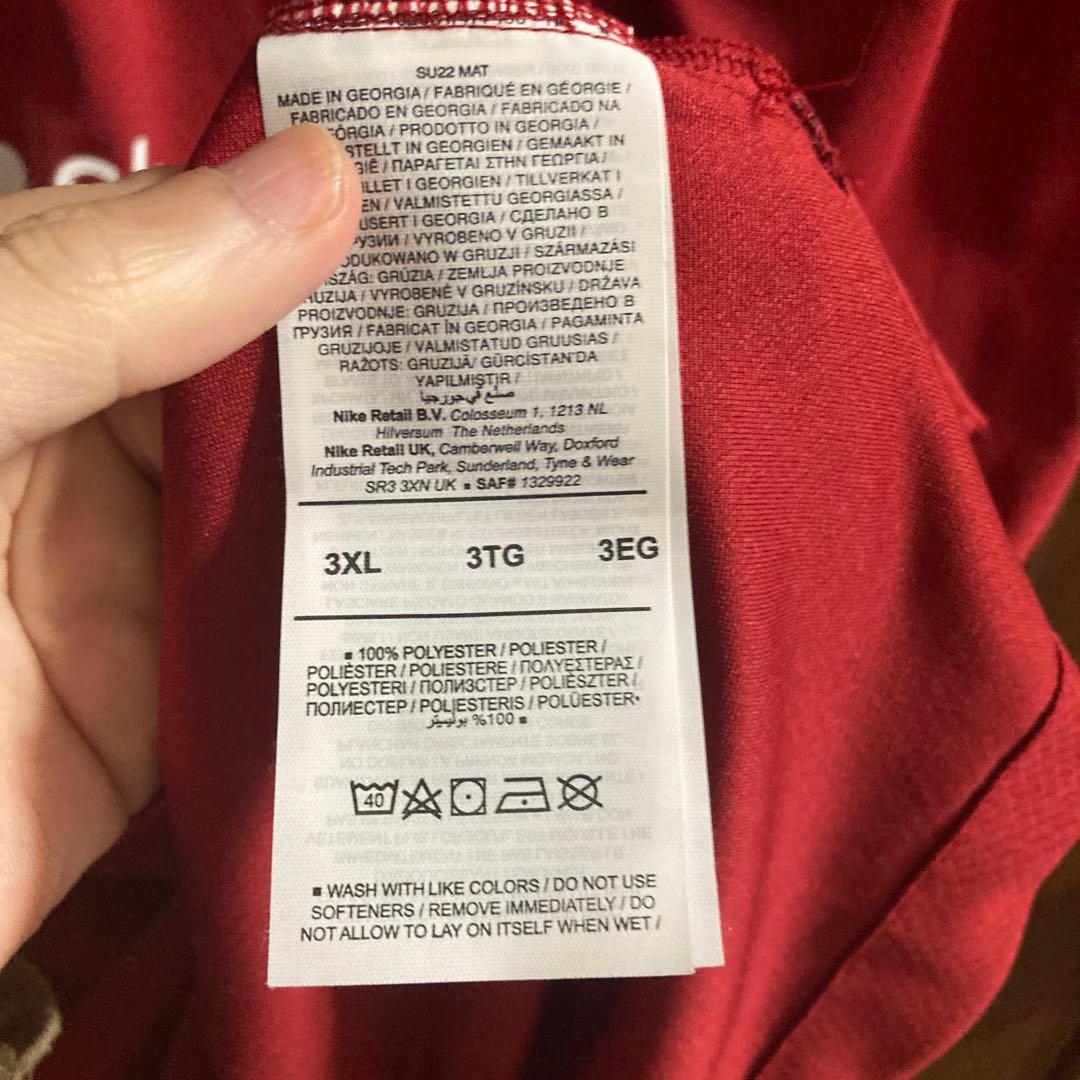 SU22 MAT
MADE IN GEORGIA / FABRIQUÉ EN GÉORGIE /
FABRICADO EN GEORGIA / FABRICADO NA
ÓRGIA / PRODOTTO IN GEORGIA /
STELLT IN GEORGIEN / GEMAAKT IN
GIË / ΠΑΡΑΓΕΤΑΙ ΣΤΗΝ ΓΕΩΡΓΙΑ /
LLET I GEORGIEN / TILLVERKAT I
EN / VALMISTETTU GEORGIASSA /
USERT I GEORGIA / СДЕЛАНО В
РУЗИИ / VYROBENO V GRUZII /
ODUKOWANO W GRUZJI / SZÁRMAZÁSI
SZÁG: GRÚZIA / ZEMLJA PROIZVODNJE
UZIJA / VYROBENÉ V GRUZÍNSKU / DRŽAVA
PROIZVODNJE: GRUZIJA / ПРОИЗВЕДЕНО В
ГРУЗИЯ / FABRICAT ÎN GEORGIA / PAGAMINTA
GRUZIJOJE / VALMISTATUD GRUUSIAS /
RAŽOTS: GRUZIJĀ/ GÜRCİSTAN'DA
YAPILMIŞTIR /
صنع في جورجيا
Nike Retail B.V. Colosseum 1, 1213 NL
Hilversum The Netherlands
Nike Retail UK, Camberwell Way, Doxford
Industrial Tech Park, Sunderland, Tyne & Wear
SR3 3XN UK ■ SAF# 1329922
3XL 3TG 3EG
■ 100% POLYESTER / POLIESTER /
POLIÈSTER / POLIESTERE / ΠΟΛΥΕΣΤΕΡΑΣ /
POLYESTERI / ПОЛИЭСТЕР / POLIÉSZTER /
ПОЛИЕСТЕР / POLIESTERIS / POLÜESTER•
■ 100% بوليستر
40
■ WASH WITH LIKE COLORS / DO NOT USE
SOFTENERS / REMOVE IMMEDIATELY / DO
NOT ALLOW TO LAY ON ITSELF WHEN WET /